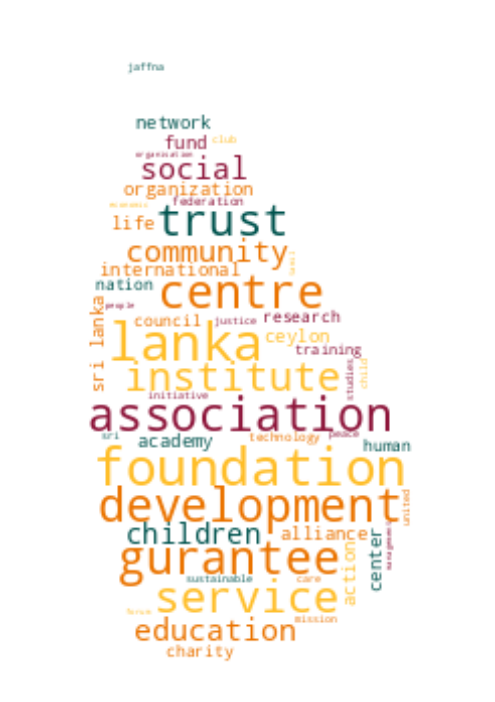 jaffna
network
fund club
organisation
social
organization
federation
economic
life trust
community
international
nation centre
people
sri lanka
council justice research
lanka ceylon
training
institute
studies
child
initiative
association
sri academy technology peace human
foundation
development
united
children alliance
center
management
gurantee
action
sustainable care
service
forum mission
education
charity